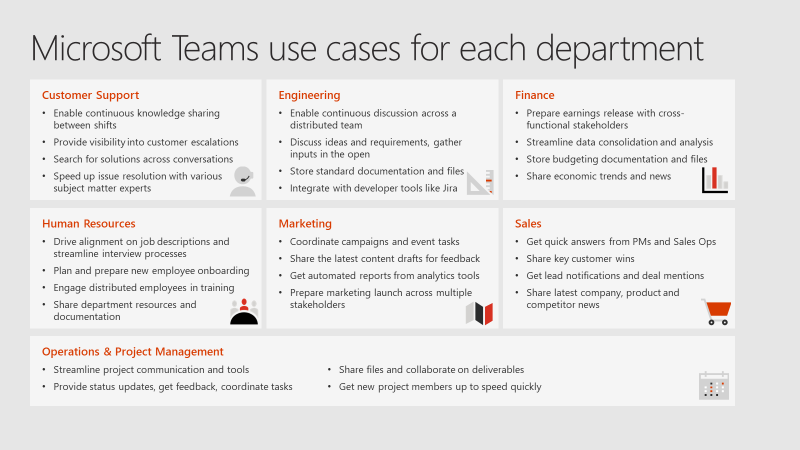 Microsoft Teams use cases for each department
Customer Support
• Enable continuous knowledge sharing
between shifts
• Provide visibility into customer escalations
• Search for solutions across conversations
• Speed up issue resolution with various
subject matter experts
Engineering
• Enable continuous discussion across a
distributed team
• Discuss ideas and requirements, gather
inputs in the open
• Store standard documentation and files
• Integrate with developer tools like Jira
Finance
• Prepare earnings release with cross-
functional stakeholders
• Streamline data consolidation and analysis
• Store budgeting documentation and files
• Share economic trends and news
Human Resources
• Drive alignment on job descriptions and
streamline interview processes
• Plan and prepare new employee onboarding
• Engage distributed employees in training
• Share department resources and
documentation
Marketing
• Coordinate campaigns and event tasks
• Share the latest content drafts for feedback
• Get automated reports from analytics tools
• Prepare marketing launch across multiple
stakeholders
Sales
• Get quick answers from PMs and Sales Ops
• Share key customer wins
• Get lead notifications and deal mentions
• Share latest company, product and
competitor news
Operations & Project Management
• Streamline project communication and tools
• Provide status updates, get feedback, coordinate tasks
• Share files and collaborate on deliverables
• Get new project members up to speed quickly